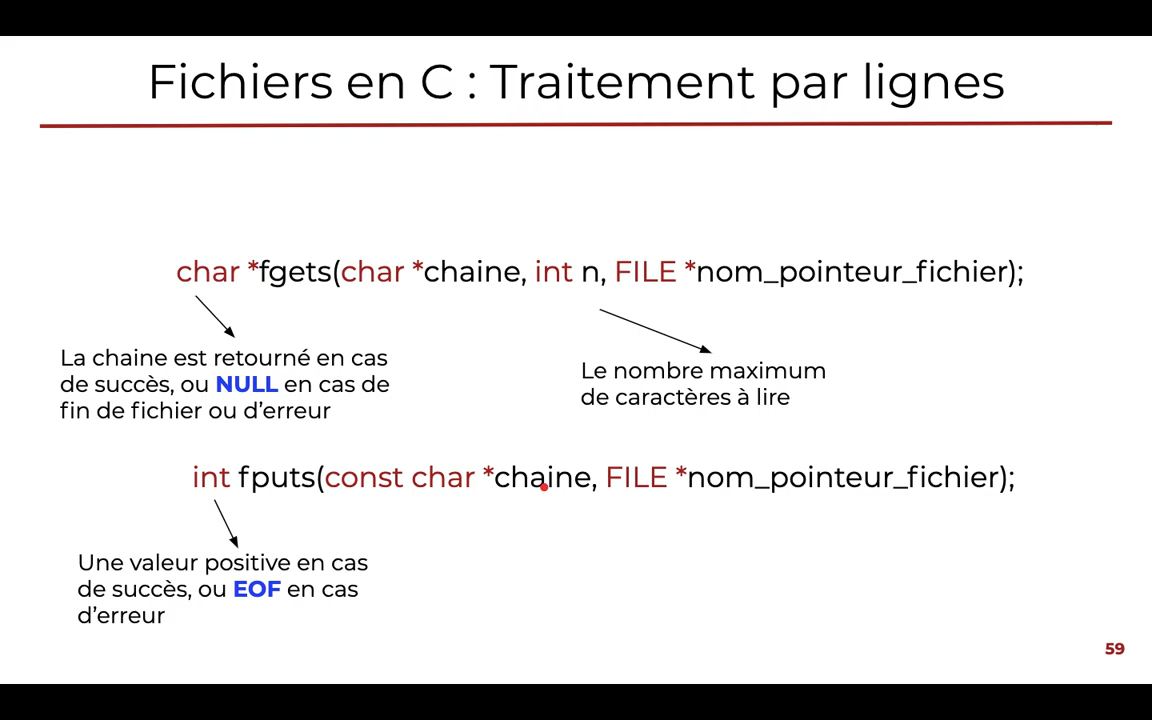 Fichiers en C : Traitement par lignes
char *fgets(char *chaine, int n, FILE *nom_pointeur_fichier);
La chaine est retourné en cas
de succès, ou NULL en cas de
fin de fichier ou d’erreur
Le nombre maximum
de caractères à lire
int fputs(const char *chaine, FILE *nom_pointeur_fichier);
Une valeur positive en cas
de succès, ou EOF en cas
d’erreur
59